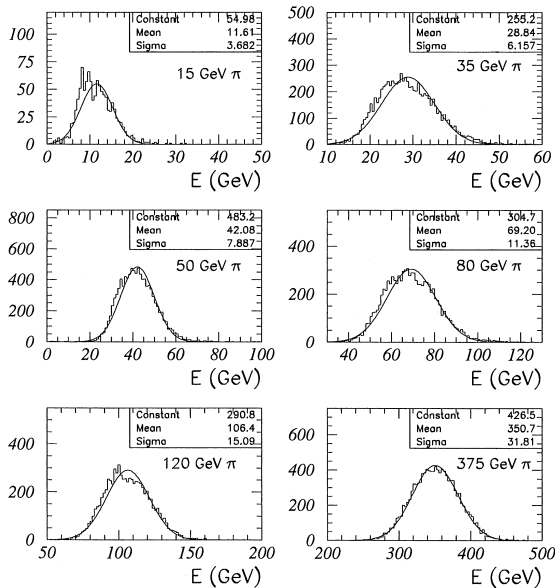 Constant 54.98
Mean 11.61
Sigma 3.682
15 GeV π
100
75
50
25
0
0 10 20 30 40 50
E (GeV)
Constant 255.2
Mean 28.84
Sigma 6.157
35 GeV π
500
400
300
200
100
0
10 20 30 40 50 60
E (GeV)
Constant 483.2
Mean 42.08
Sigma 7.887
50 GeV π
800
600
400
200
0
0 20 40 60 80 100
E (GeV)
Constant 304.7
Mean 69.20
Sigma 11.36
80 GeV π
400
200
0
40 60 80 100 120
E (GeV)
Constant 290.8
Mean 106.4
Sigma 15.09
120 GeV π
400
200
0
50 100 150 200
E (GeV)
Constant 426.5
Mean 350.7
Sigma 31.81
375 GeV π
600
400
200
0
200 300 400 500
E (GeV)